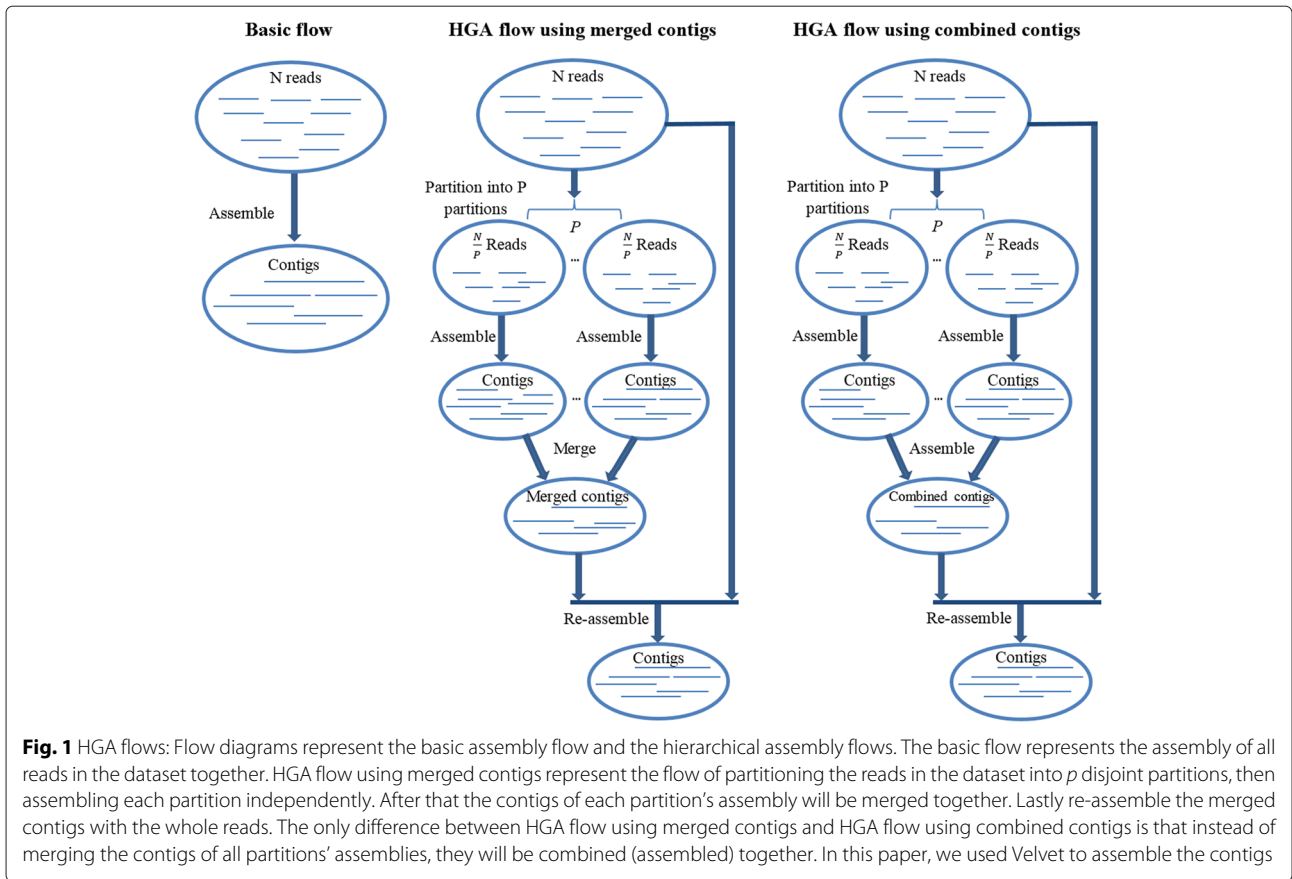 Basic flow
N reads
Assemble
Contigs
HGA flow using merged contigs
N reads
Partition into P
partitions
P
N/P Reads
...
N/P Reads
Assemble
Assemble
Contigs
...
Contigs
Merge
Merged contigs
Re-assemble
Contigs
HGA flow using combined contigs
N reads
Partition into P
partitions
P
N/P Reads
...
N/P Reads
Assemble
Assemble
Contigs
...
Contigs
Assemble
Combined contigs
Re-assemble
Contigs
Fig. 1 HGA flows: Flow diagrams represent the basic assembly flow and the hierarchical assembly flows. The basic flow represents the assembly of all
reads in the dataset together. HGA flow using merged contigs represent the flow of partitioning the reads in the dataset into p disjoint partitions, then
assembling each partition independently. After that the contigs of each partition's assembly will be merged together. Lastly re-assemble the merged
contigs with the whole reads. The only difference between HGA flow using merged contigs and HGA flow using combined contigs is that instead of
merging the contigs of all partitions' assemblies, they will be combined (assembled) together. In this paper, we used Velvet to assemble the contigs